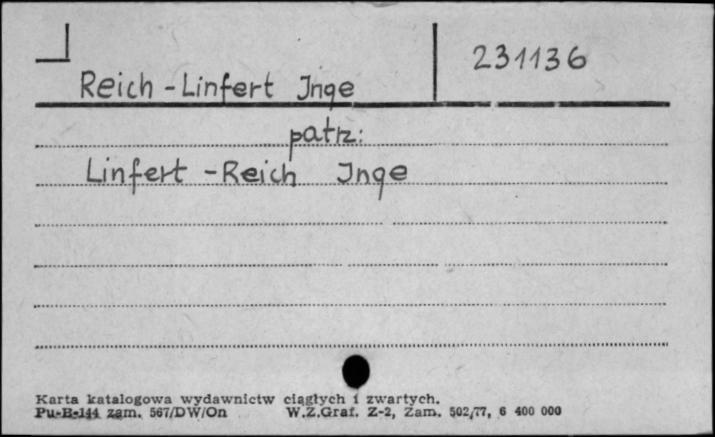 231136
Reich-Linfert Inge
patrz:
Linfert-Reich Inge
Karta katalogowa wydawnictw ciągłych i zwartych.
Pu-B-144 zam. 567/DW/On W.Z.Graf. Z-2, Zam. 502/77, 6 400 000